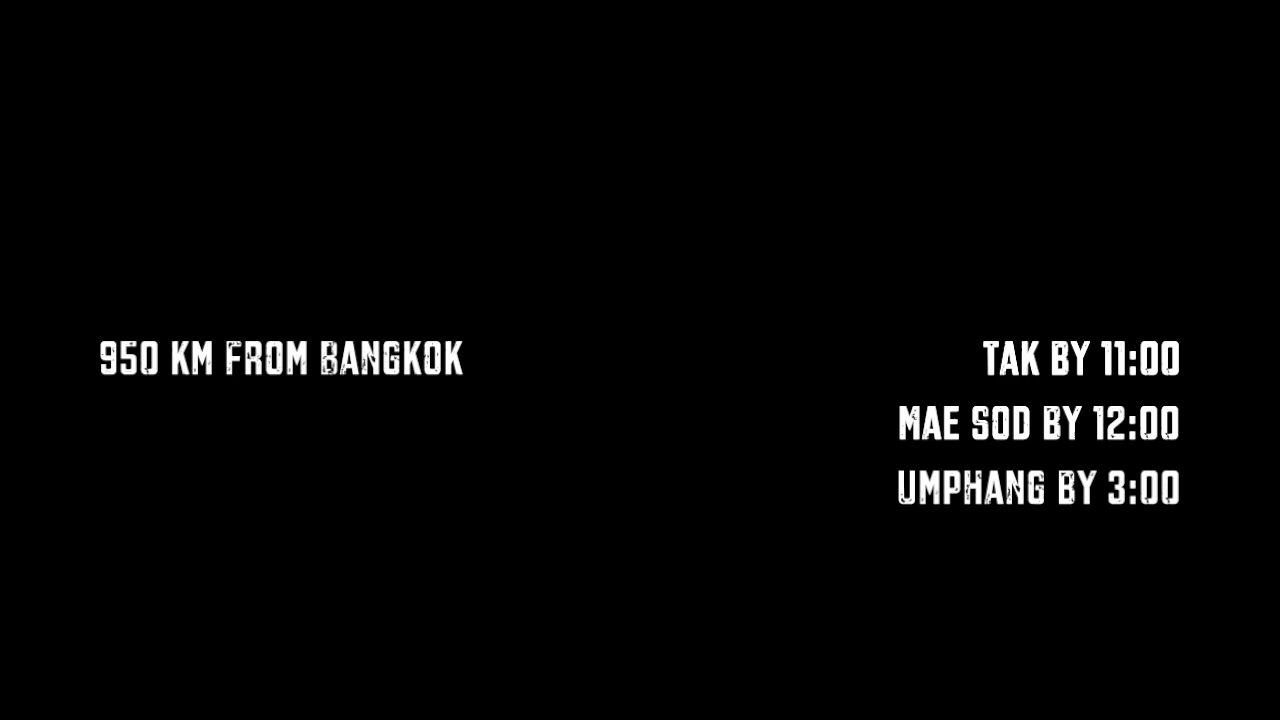 950 KM FROM BANGKOK
TAK BY 11:00
MAE SOD BY 12:00
UMPHANG BY 3:00